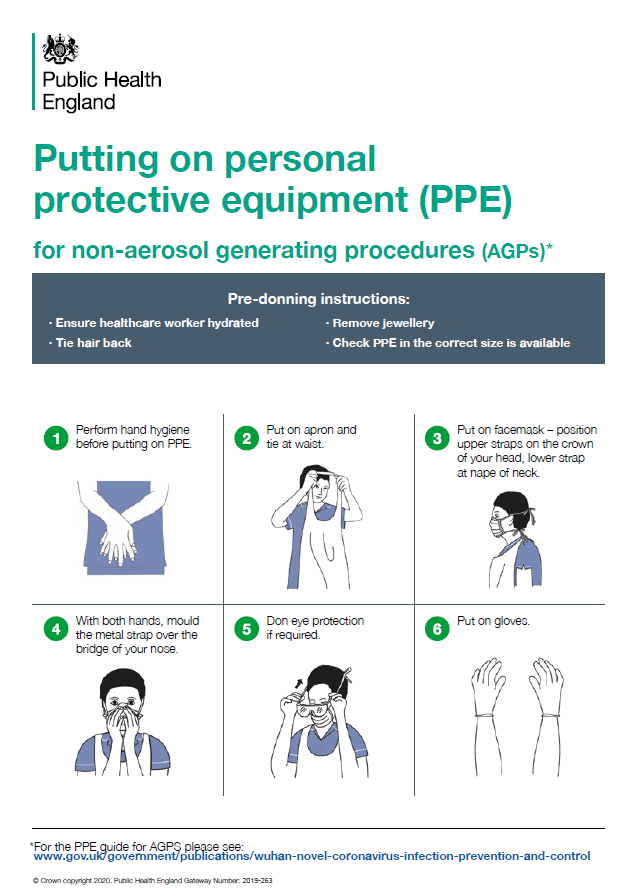 Public Health
England
Putting on personal
protective equipment (PPE)
for non-aerosol generating procedures (AGPs)*
Pre-donning instructions:
· Ensure healthcare worker hydrated
· Tie hair back
· Remove jewellery
· Check PPE in the correct size is available
1
Perform hand hygiene
before putting on PPE.
2
Put on apron and
tie at waist.
3
Put on facemask – position
upper straps on the crown
of your head, lower strap
at nape of neck.
4
With both hands, mould
the metal strap over the
bridge of your nose.
5
Don eye protection
if required.
6
Put on gloves.
*For the PPE guide for AGPS please see:
www.gov.uk/government/publications/wuhan-novel-coronavirus-infection-prevention-and-control
© Crown copyright 2020. Public Health England Gateway Number: 2019-263